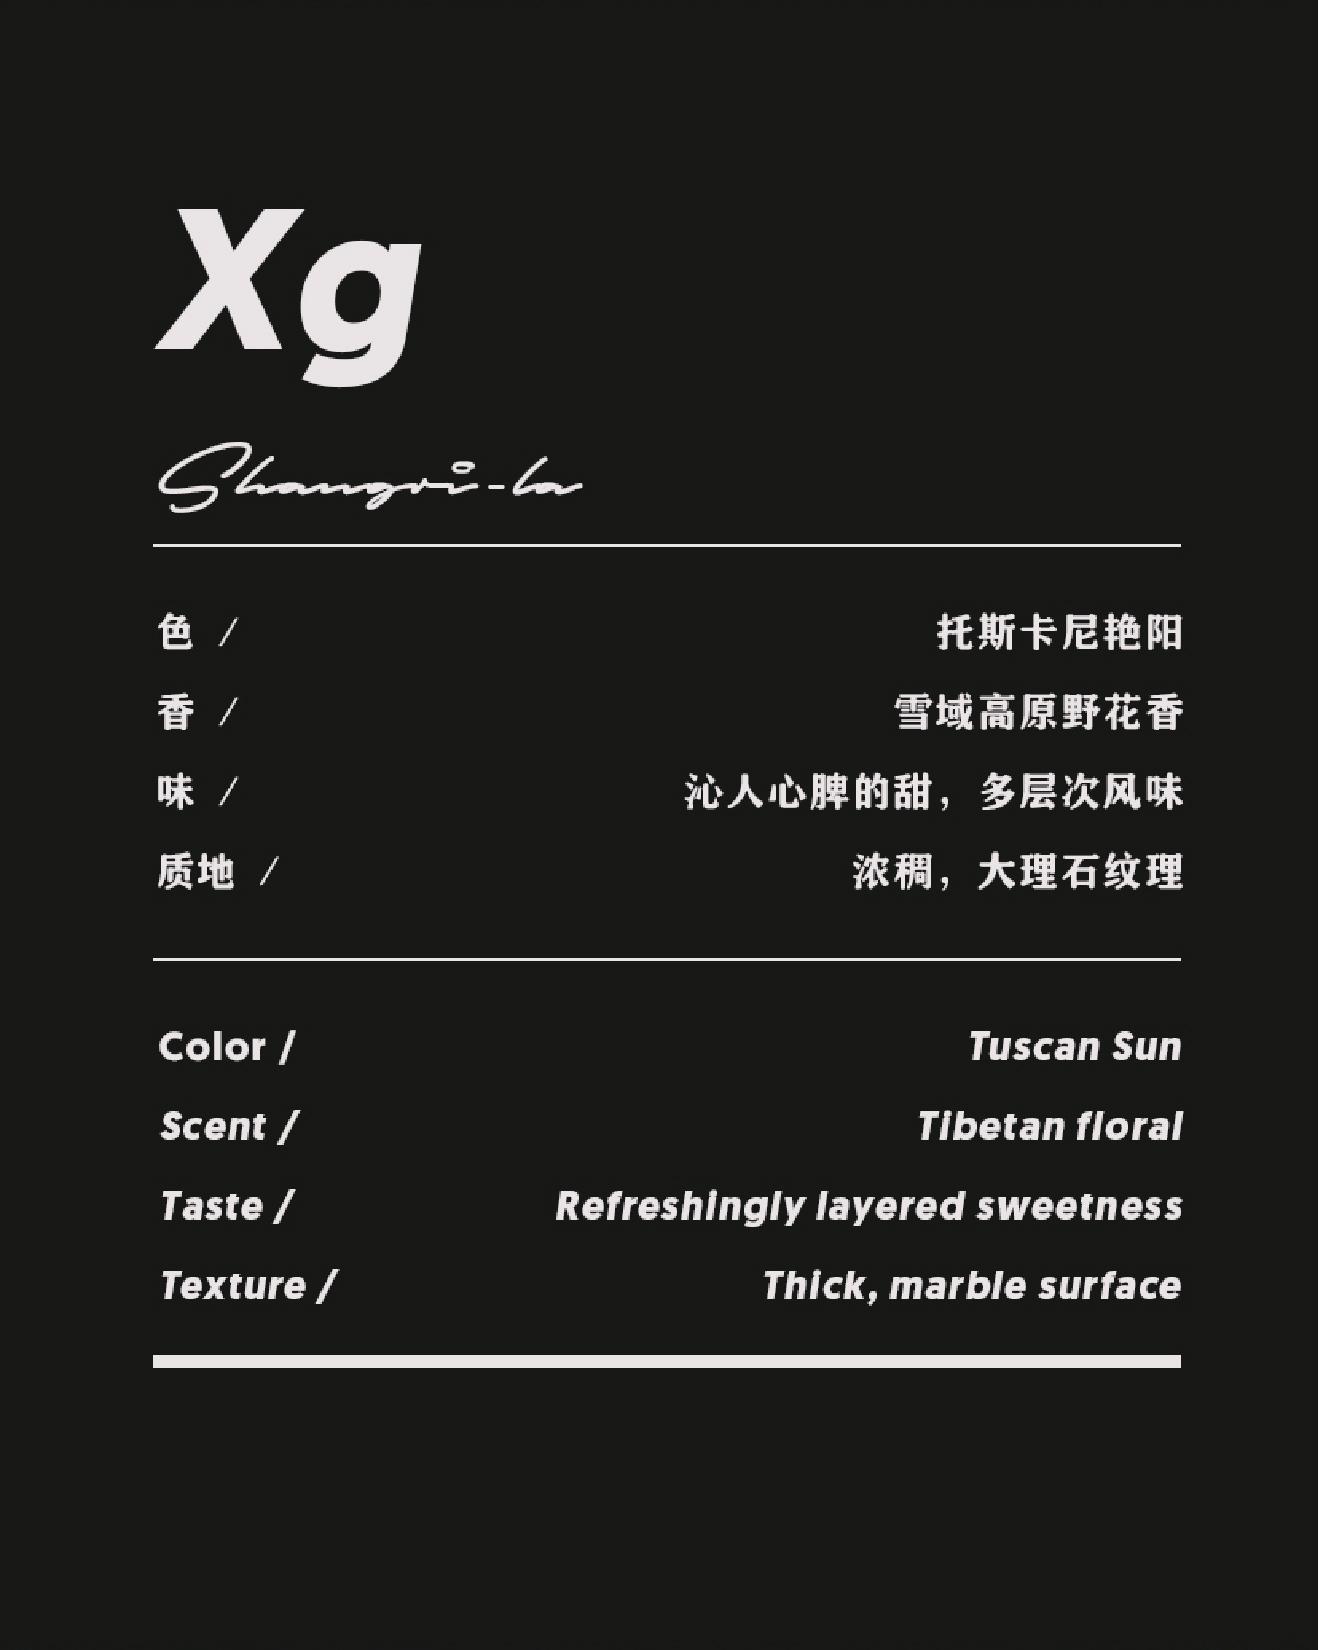 Xg
Shangri-la
色 / 托斯卡尼艳阳
香 / 雪域高原野花香
味 / 沁人心脾的甜，多层次风味
质地 / 浓稠，大理石纹理
Color / Tuscan Sun
Scent / Tibetan floral
Taste / Refreshingly layered sweetness
Texture / Thick, marble surface